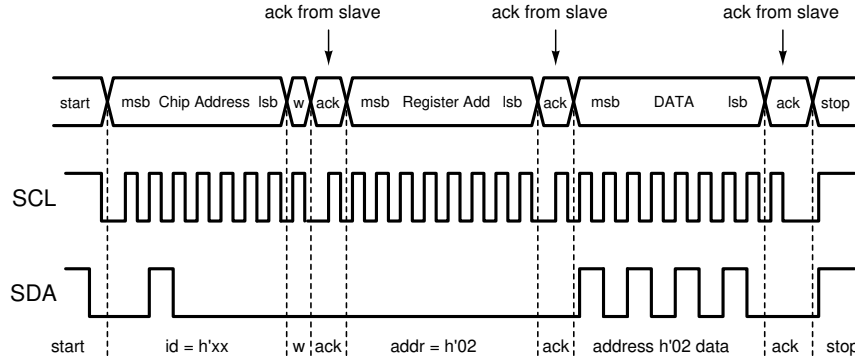 ack from slave ack from slave ack from slave
start msb Chip Address lsb w ack msb Register Add lsb ack msb DATA lsb ack stop
SCL
SDA
start id = h'xx w ack addr = h'02 ack address h'02 data ack stop